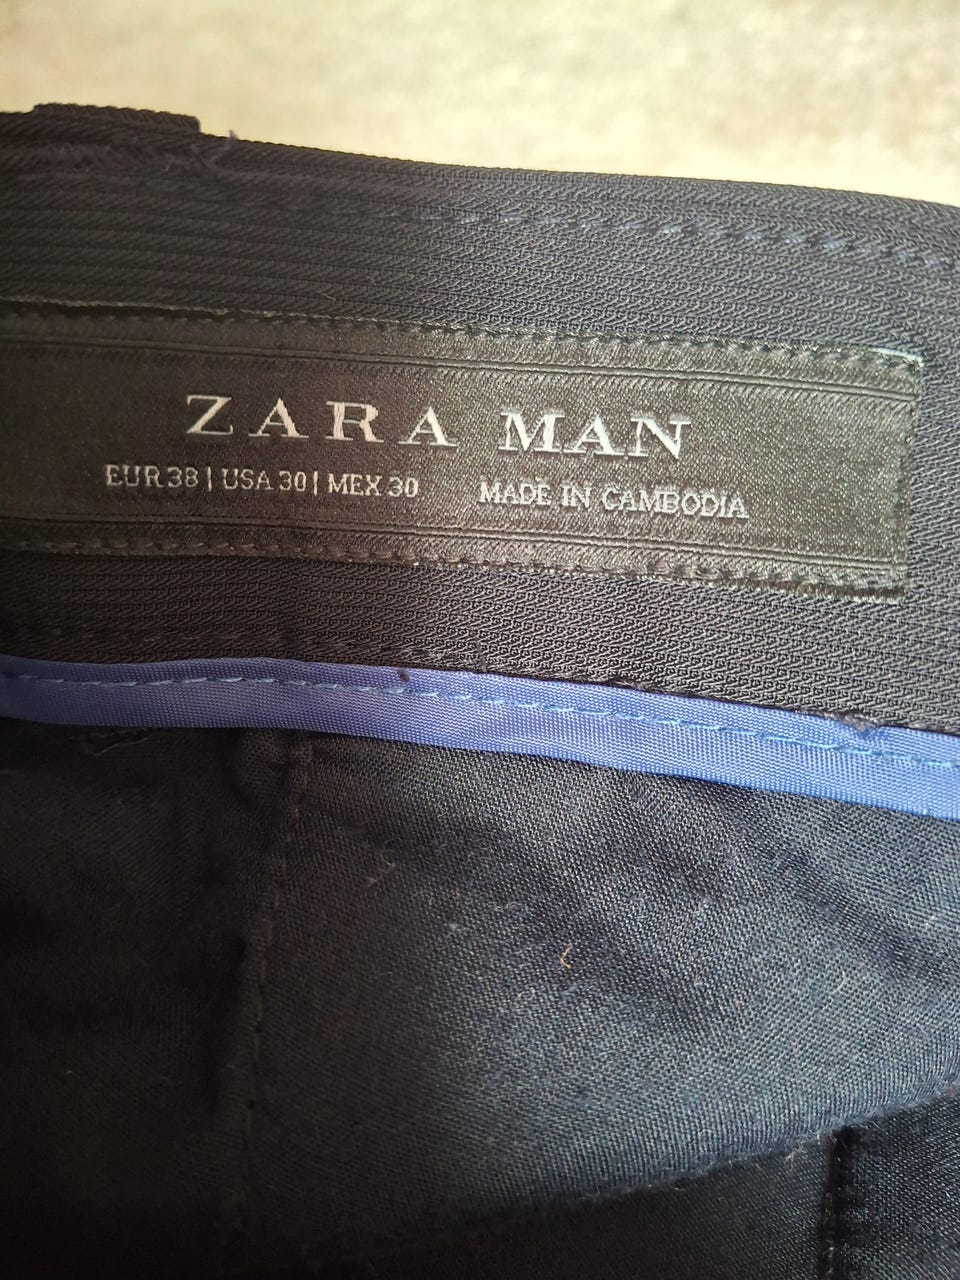 ZARA MAN
EUR 38 | USA 30 | MEX 30 MADE IN CAMBODIA